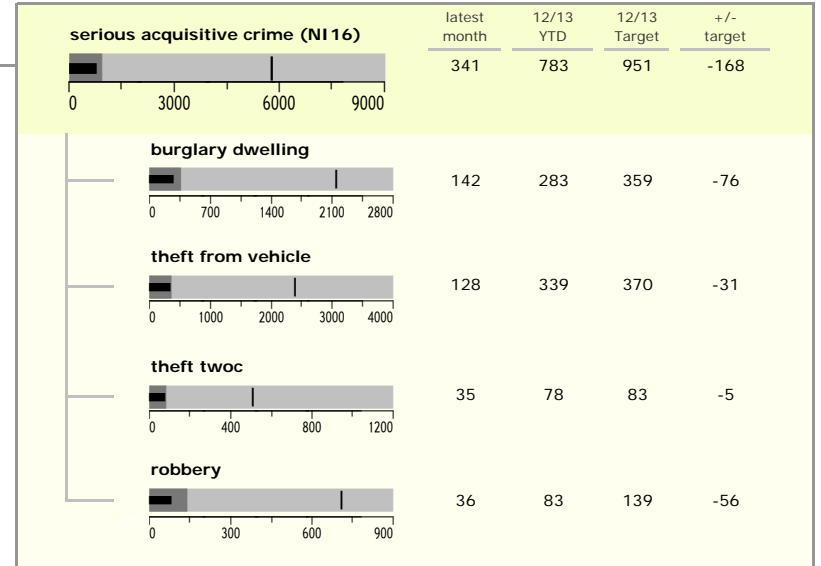 latest 12/13 12/13 +/-
serious acquisitive crime (NI16) month YTD Target target
341 783 951 -168
0 3000 6000 9000
burglary dwelling
142 283 359 -76
0 700 1400 2100 2800
theft from vehicle
128 339 370 -31
0 1000 2000 3000 4000
theft twoc
35 78 83 -5
0 400 800 1200
robbery
36 83 139 -56
0 300 600 900